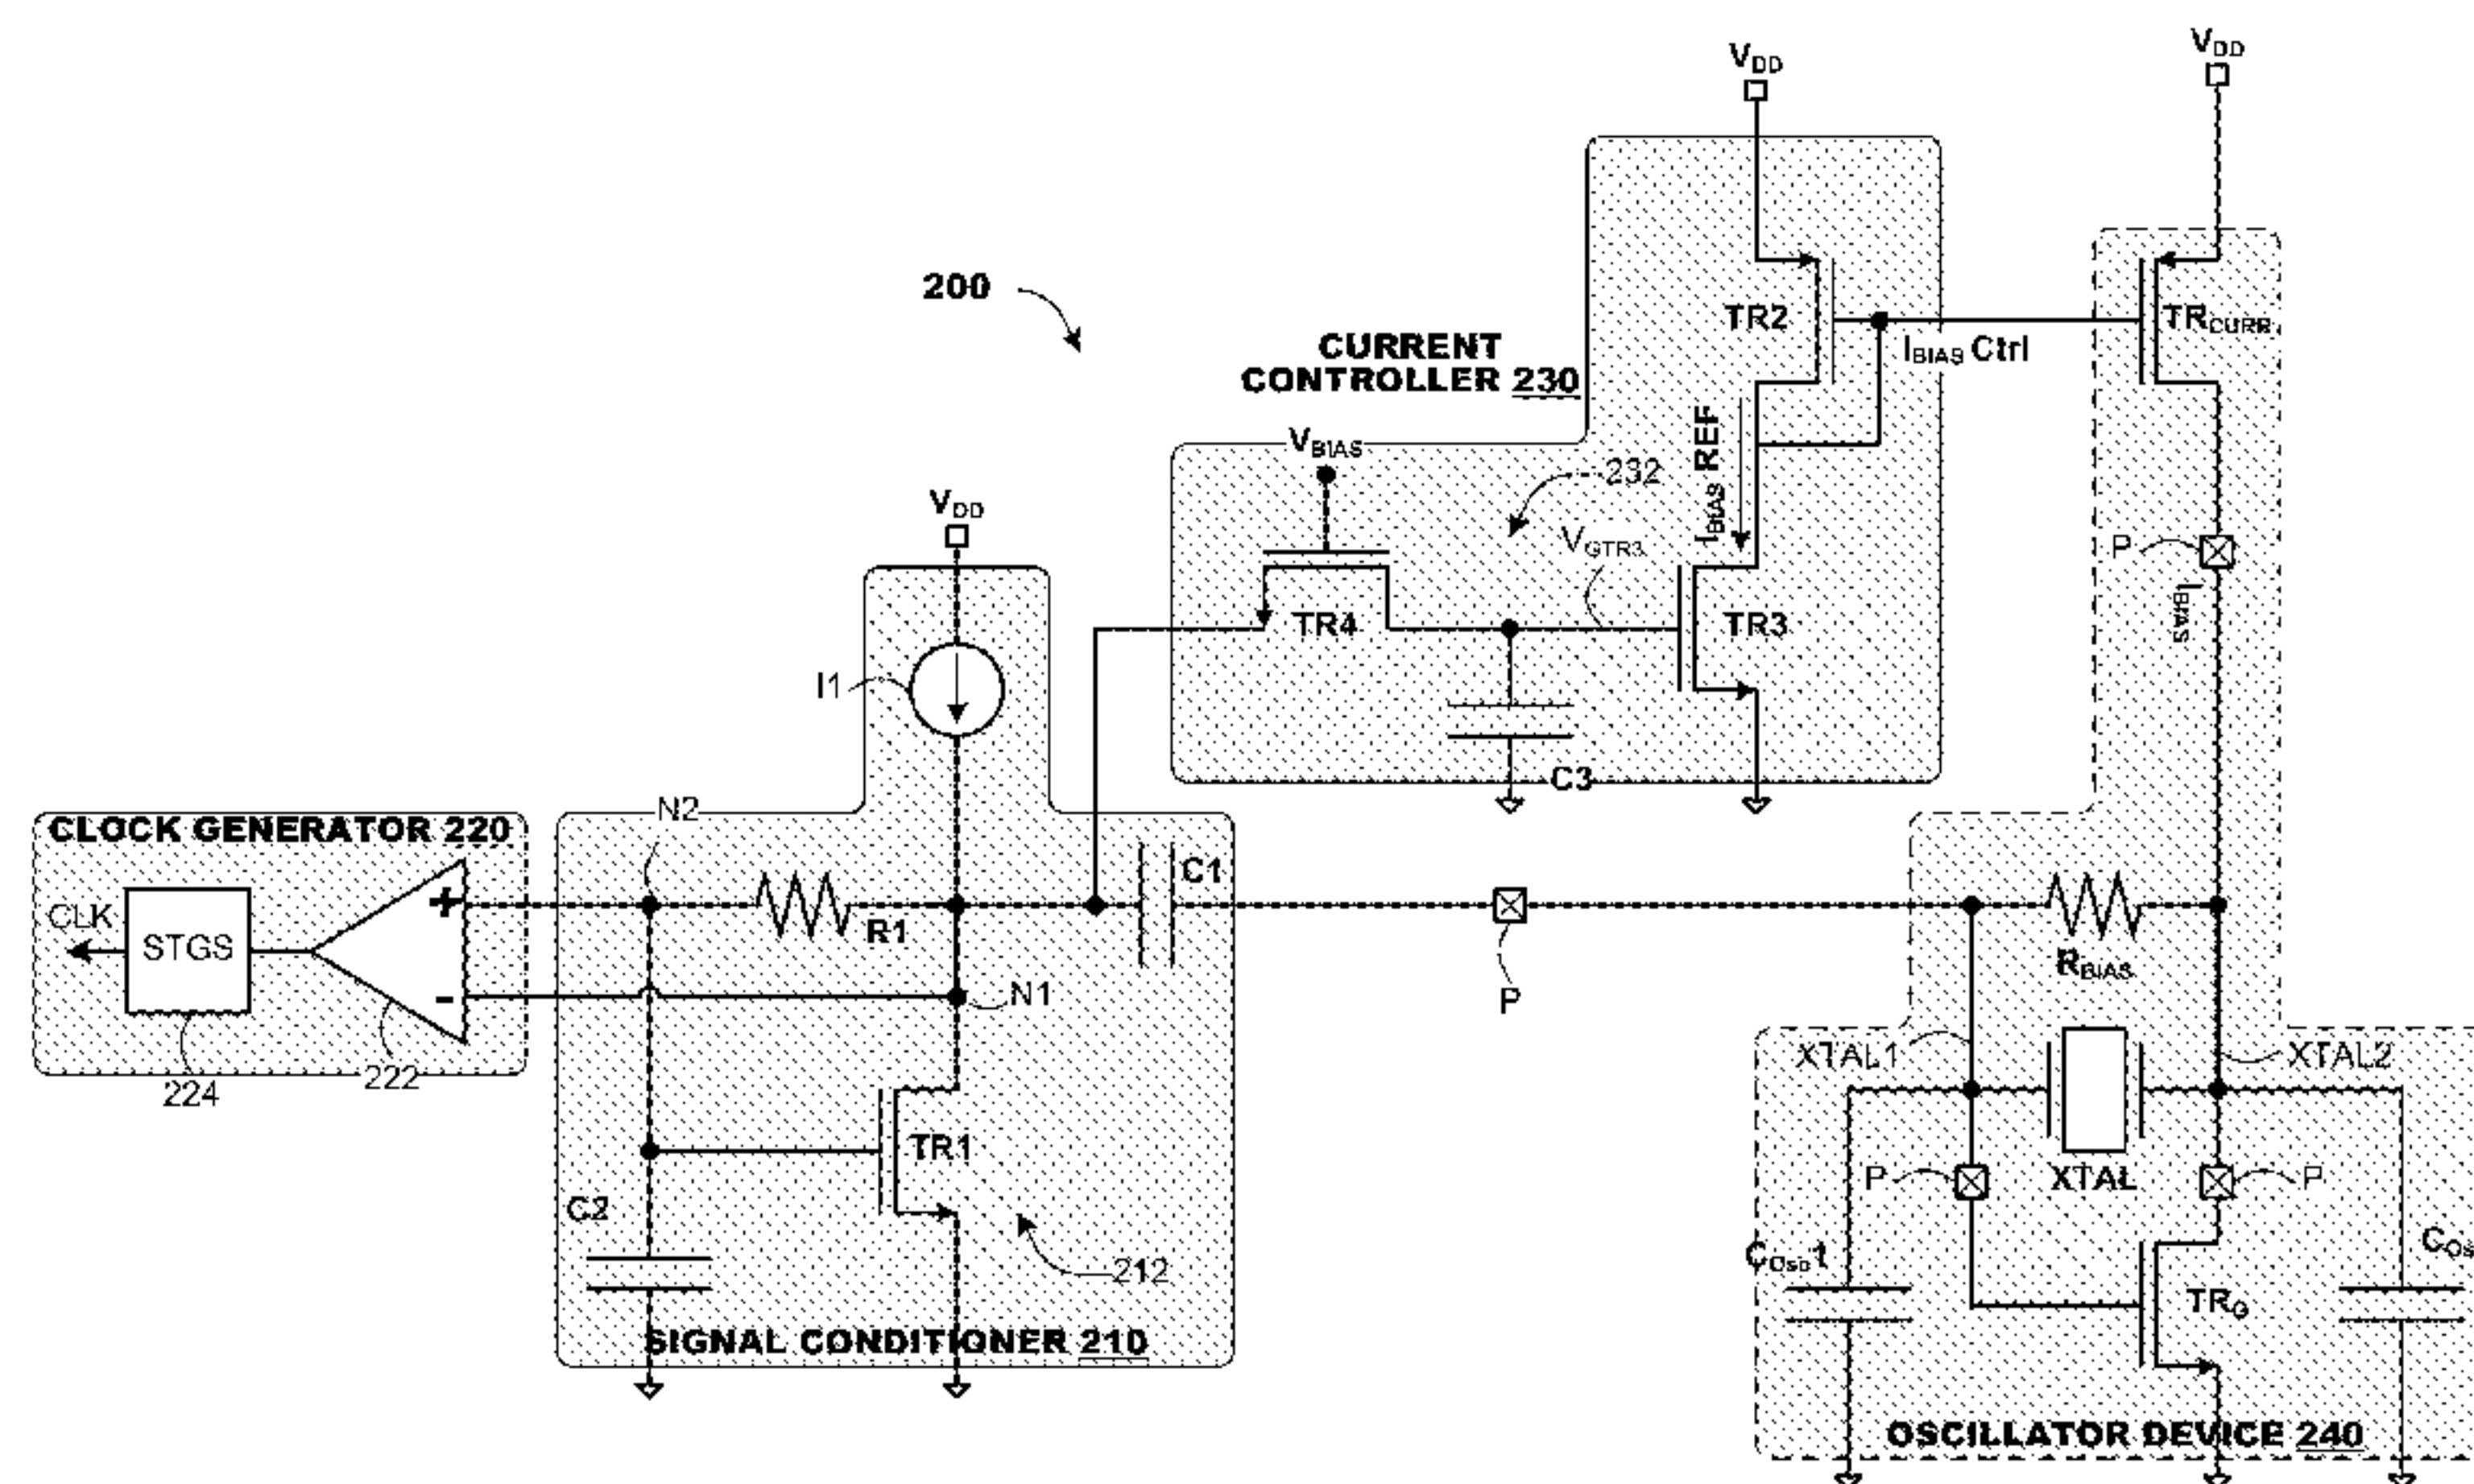 VDD
VDD
200
TR2
TRCURR
CURRENT
CONTROLLER 230
IBIAS Ctrl
VBIAS
IBIAS REF
232
VDD
VGTR3
P
IBIAS
TR4
TR3
I1
C3
N2
CLOCK GENERATOR 220
C1
+
CLK
STGS
R1
RBIAS
-
N1
P
XTAL1
XTAL2
222
224
TR1
P
XTAL
P
C2
COsc1
212
TRG
SIGNAL CONDITIONER 210
OSCILLATOR DEVICE 240